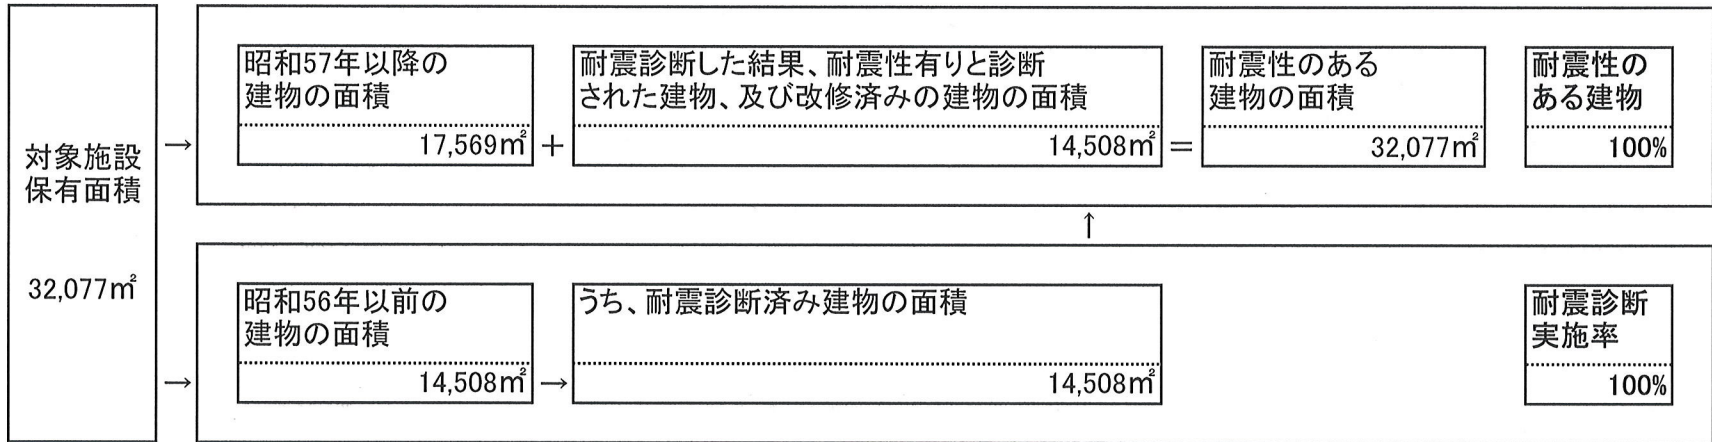 対象施設
保有面積
32,077㎡
→
昭和57年以降の
建物の面積
17,569㎡
+
耐震診断した結果、耐震性有りと診断
された建物、及び改修済みの建物の面積
14,508㎡
=
耐震性のある
建物の面積
32,077㎡
耐震性の
ある建物
100%
↑
→
昭和56年以前の
建物の面積
14,508㎡
→
うち、耐震診断済み建物の面積
14,508㎡
耐震診断
実施率
100%